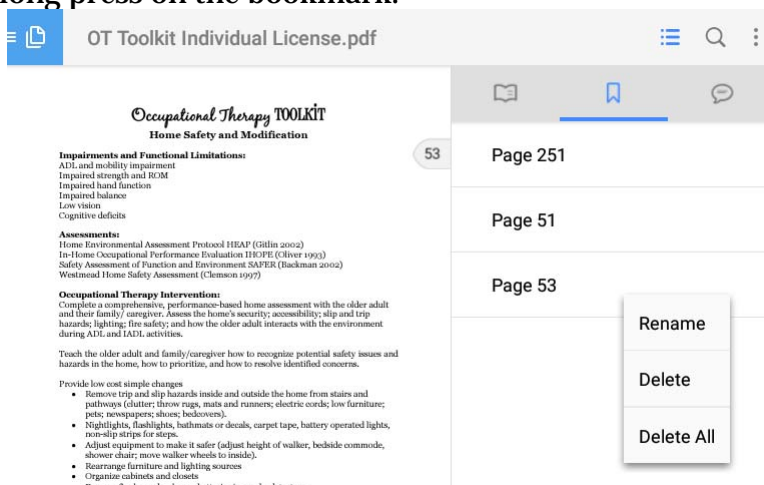 long press on the bookmark.
OT Toolkit Individual License.pdf
Occupational Therapy TOOLKIT
Home Safety and Modification
Impairments and Functional Limitations:
ADL and mobility impairment
Impaired strength and ROM
Impaired hand function
Impaired balance
Low vision
Cognitive deficits
Assessments:
Home Environmental Assessment Protocol HEAP (Gitlin 2002)
In-Home Occupational Performance Evaluation IHOPE (Oliver 1993)
Safety Assessment of Function and Environment SAFER (Backman 2002)
Westmead Home Safety Assessment (Clemson 1997)
Occupational Therapy Intervention:
Complete a comprehensive, performance-based home assessment with the older adult
and their family/ caregiver. Assess the home's security; accessibility; slip and trip
hazards; lighting; fire safety; and how the older adult interacts with the environment
during ADL and IADL activities.
Teach the older adult and family/caregiver how to recognize potential safety issues and
hazards in the home, how to prioritize, and how to resolve identified concerns.
Provide low cost simple changes
• Remove trip and slip hazards inside and outside the home from stairs and
pathways (clutter; throw rugs, mats and runners; electric cords; low furniture;
pets; newspapers; shoes; bedcovers).
• Nightlights, flashlights, bathmats or decals, carpet tape, battery operated lights,
non-slip strips for steps.
• Adjust equipment to make it safer (adjust height of walker, bedside commode,
shower chair; move walker wheels to inside).
• Rearrange furniture and lighting sources
• Organize cabinets and closets
53
Page 251
Page 51
Page 53
Rename
Delete
Delete All